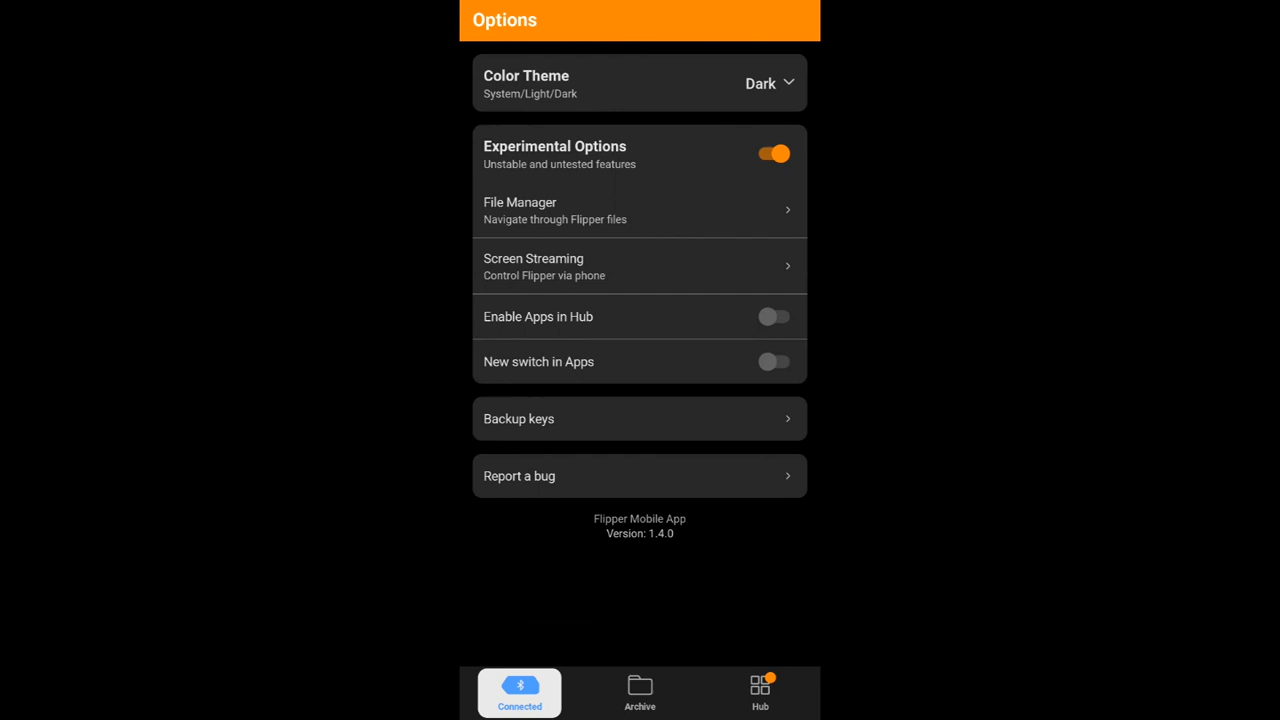 Options
Color Theme
System/Light/Dark
Dark
Experimental Options
Unstable and untested features
File Manager
Navigate through Flipper files
Screen Streaming
Control Flipper via phone
Enable Apps in Hub
New switch in Apps
Backup keys
Report a bug
Flipper Mobile App
Version: 1.4.0
Connected
Archive
Hub